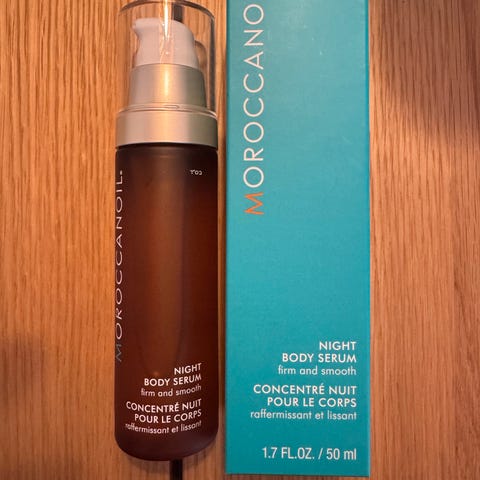 MOROCCANOIL®
NIGHT
BODY SERUM
firm and smooth
CONCENTRÉ NUIT
POUR LE CORPS
raffermissant et lissant
MOROCCANO
NIGHT
BODY SERUM
firm and smooth
CONCENTRÉ NUIT
POUR LE CORPS
raffermissant et lissant
1.7 FL.OZ. / 50 ml